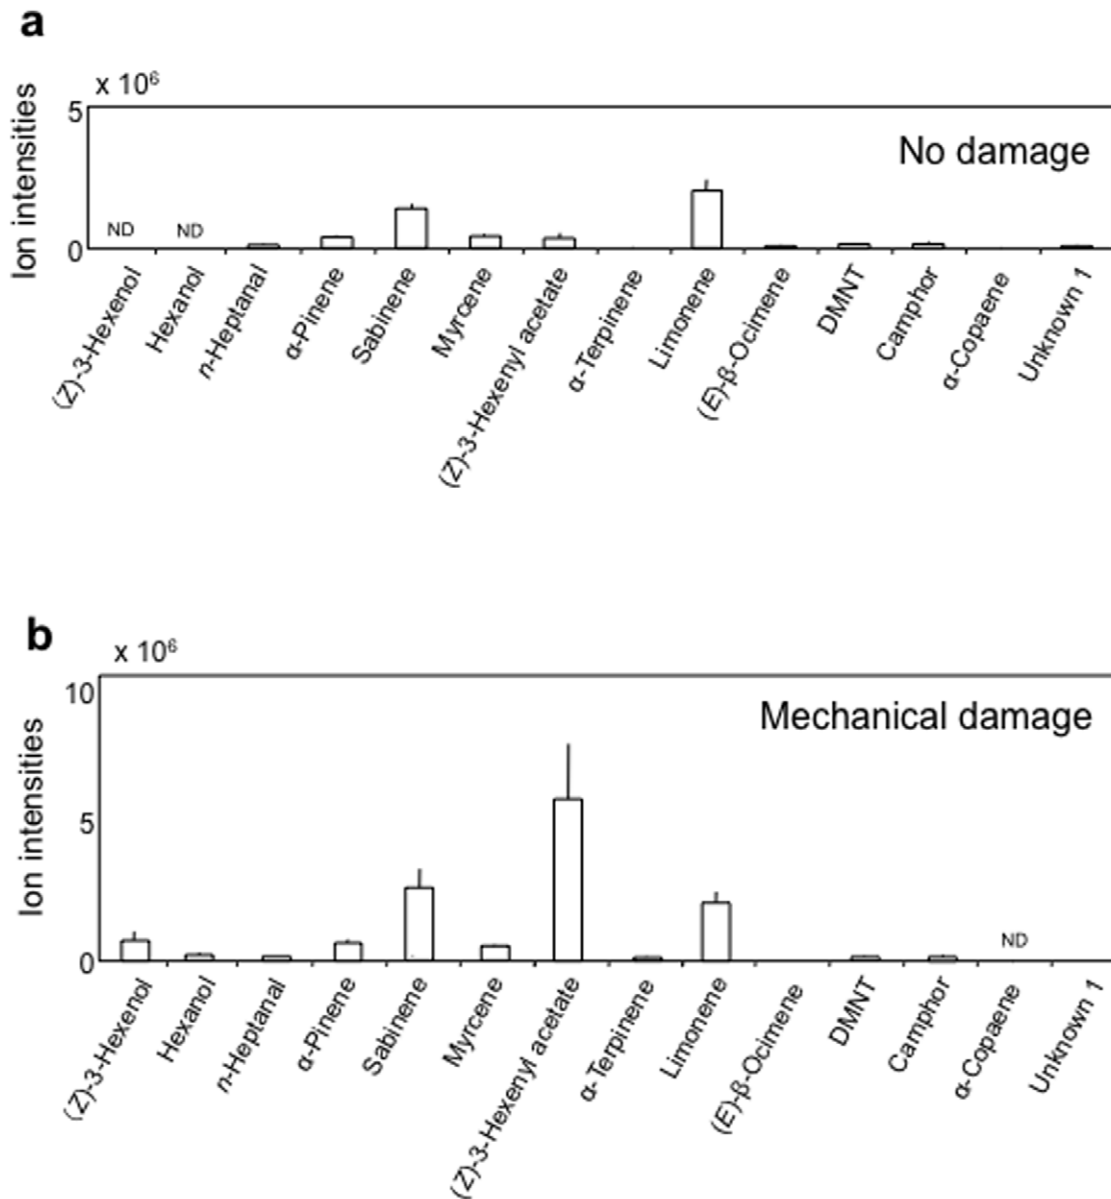 a
x 10⁶
Ion intensities
5
0
No damage
ND
ND
(Z)-3-Hexenol
Hexanol
n-Heptanal
α-Pinene
Sabinene
Myrcene
(Z)-3-Hexenyl acetate
α-Terpinene
Limonene
(E)-β-Ocimene
DMNT
Camphor
α-Copaene
Unknown 1
b
x 10⁶
Ion intensities
10
5
0
Mechanical damage
ND
(Z)-3-Hexenol
Hexanol
n-Heptanal
α-Pinene
Sabinene
Myrcene
(Z)-3-Hexenyl acetate
α-Terpinene
Limonene
(E)-β-Ocimene
DMNT
Camphor
α-Copaene
Unknown 1